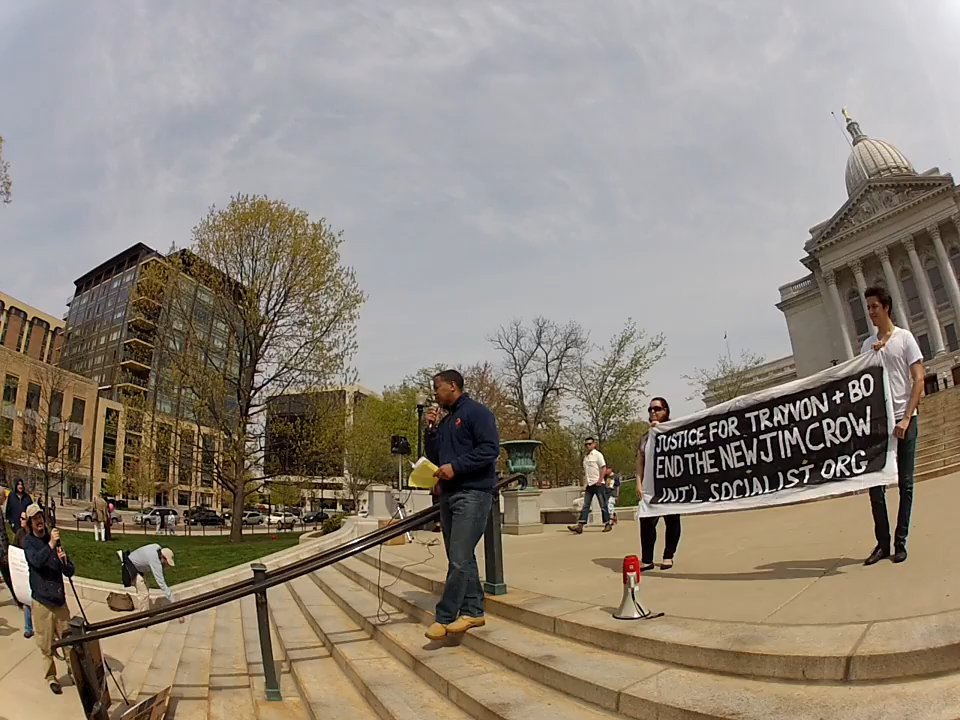 JUSTICE FOR TRAYVON + BO
END THE NEW JIM CROW
INT'L SOCIALIST ORG